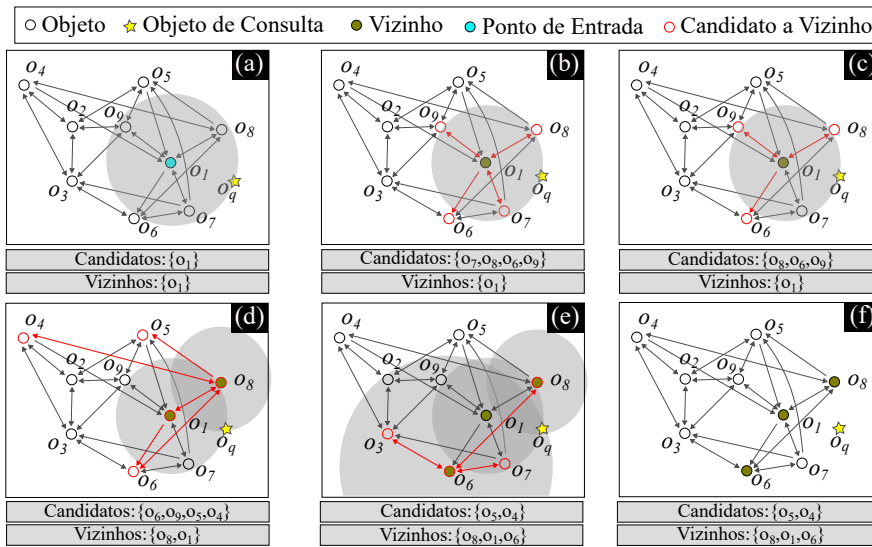 Objeto Objeto de Consulta Vizinho Ponto de Entrada Candidato a Vizinho
(a) (b) (c)
o4 o5 o4 o5 o4 o5
o2 o9 o8 o2 o9 o8 o2 o9 o8
o1 o1 o1
o3 oq o3 oq o3 oq
o6 o7 o6 o7 o6 o7
Candidatos:{o1} Candidatos:{o7,o8,o6,o9} Candidatos:{o8,o6,o9}
Vizinhos:{o1} Vizinhos:{o1} Vizinhos:{o1}
(d) (e) (f)
o4 o5 o4 o5 o4 o5
o2 o9 o8 o2 o9 o8 o2 o9 o8
o1 o1 o1
o3 oq o3 oq o3 oq
o6 o7 o6 o7 o6 o7
Candidatos:{o6,o9,o5,o4} Candidatos:{o5,o4} Candidatos:{o5,o4}
Vizinhos:{o8,o1} Vizinhos:{o8,o1,o6} Vizinhos:{o8,o1,o6}